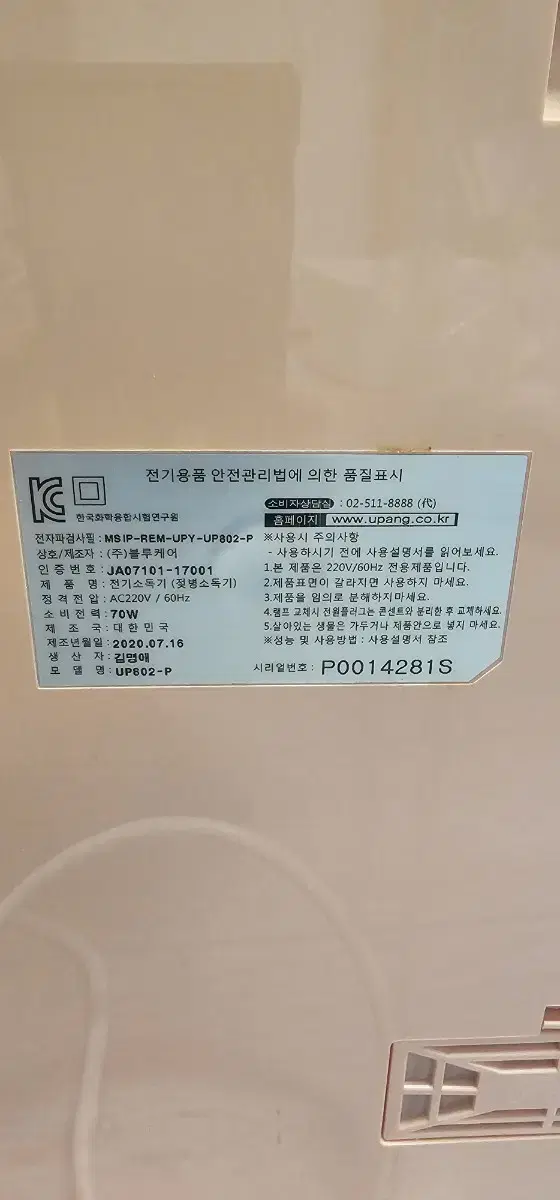 전기용품 안전관리법에 의한 품질표시
한국화학융합시험연구원
전자파검사필 : MSIP-REM-UPY-UP802-P
상호/제조자 : (주)블루케어
인증번호 : JA07101-17001
제 품 명 : 전기소독기 (젖병소독기)
정격전압 : AC220V / 60Hz
소비전력 : 70W
제 조 국 : 대한민국
제조년월일 : 2020.07.16
생 산 자 : 김명애
모 델 명 : UP802-P
소비자상담실 : 02-511-8888 (代)
홈페이지 www.upang.co.kr
※사용시 주의사항
- 사용하시기 전에 사용설명서를 읽어보세요.
1.본 제품은 220V/60Hz 전용제품입니다.
2.제품표면이 갈라지면 사용하지 마세요.
3.제품을 임의로 분해하지마세요.
4.램프 교체시 전원플러그는 콘센트와 분리한 후 교체하세요.
5.살아있는 생물은 가두거나 제품안으로 넣지 마세요.
※성능 및 사용방법 : 사용설명서 참조
시리얼번호 : P0014281S